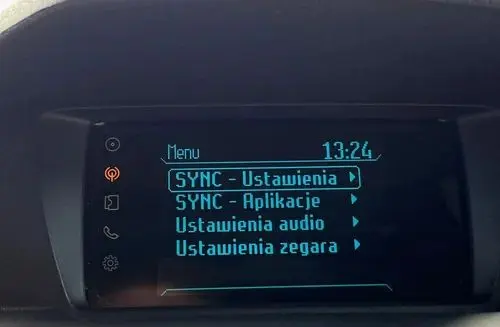 Menu 13:24
SYNC - Ustawienia
SYNC - Aplikacje
Ustawienia audio
Ustawienia zegara